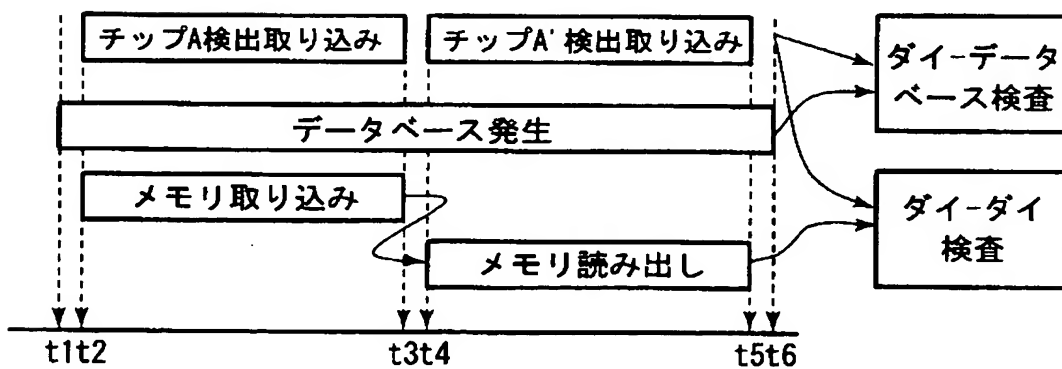 チップA検出取り込み
チップA'検出取り込み
ダイ-データ
ベース検査
データベース発生
メモリ取り込み
ダイ-ダイ
検査
メモリ読み出し
t1t2
t3t4
t5t6